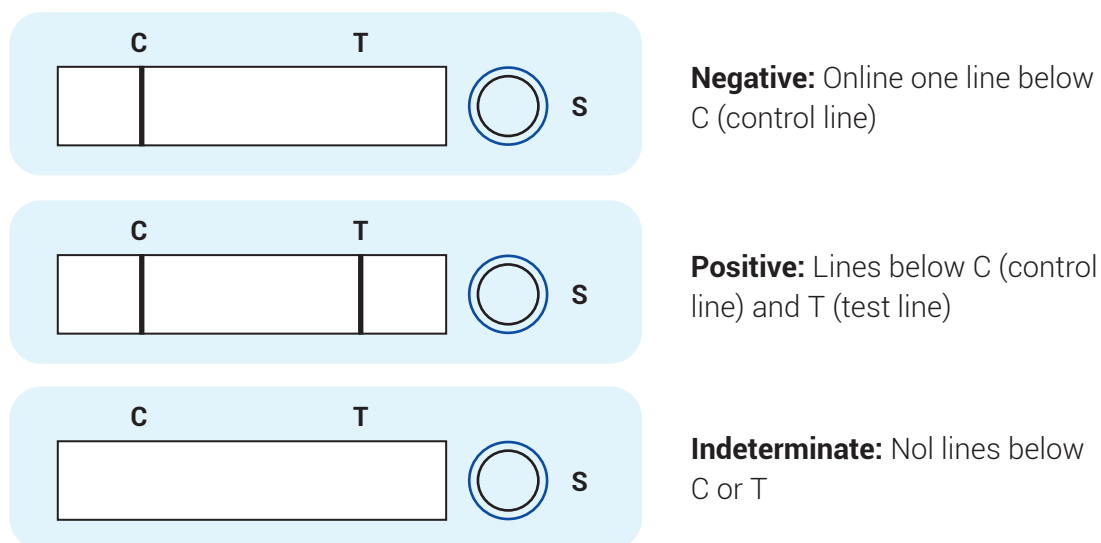 C T
S
Negative: Online one line below
C (control line)
C T
S
Positive: Lines below C (control
line) and T (test line)
C T
S
Indeterminate: Nol lines below
C or T